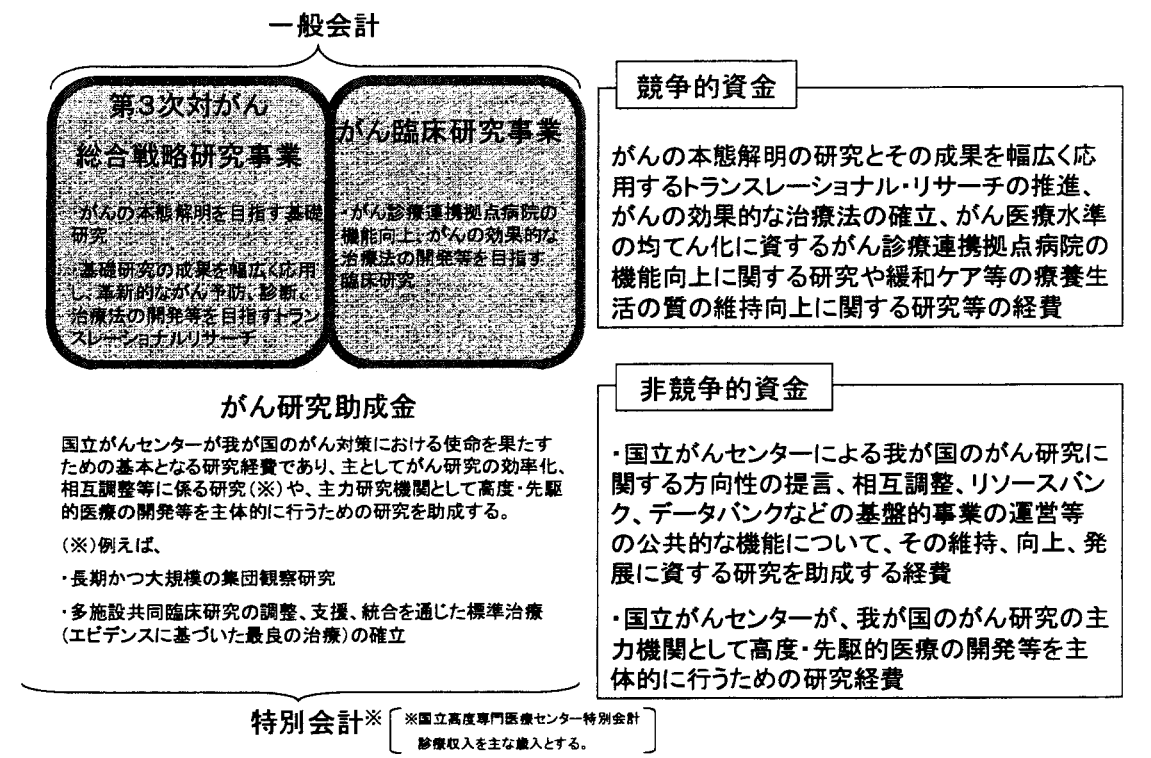 一般会計
第３次対がん
総合戦略研究事業
・がんの本態解明を目指す基礎
研究
・基礎研究の成果を幅広く応用
し、革新的ながん予防、診断、
治療法の開発等を目指すトラン
スレーショナルリサーチ
がん臨床研究事業
・がん診療連携拠点病院の
機能向上、がんの効果的な
治療法の開発等を目指す
臨床研究
競争的資金
がんの本態解明の研究とその成果を幅広く応
用するトランスレーショナル・リサーチの推進、
がんの効果的な治療法の確立、がん医療水準
の均てん化に資するがん診療連携拠点病院の
機能向上に関する研究や緩和ケア等の療養生
活の質の維持向上に関する研究等の経費
がん研究助成金
国立がんセンターが我が国のがん対策における使命を果たす
ための基本となる研究経費であり、主としてがん研究の効率化、
相互調整等に係る研究(※)や、主力研究機関として高度・先駆
的医療の開発等を主体的に行うための研究を助成する。
(※)例えば、
・長期かつ大規模の集団観察研究
・多施設共同臨床研究の調整、支援、統合を通じた標準治療
(エビデンスに基づいた最良の治療)の確立
非競争的資金
・国立がんセンターによる我が国のがん研究に
関する方向性の提言、相互調整、リソースバン
ク、データバンクなどの基盤的事業の運営等
の公共的な機能について、その維持、向上、発
展に資する研究を助成する経費
・国立がんセンターが、我が国のがん研究の主
力機関として高度・先駆的医療の開発等を主
体的に行うための研究経費
特別会計※
※国立高度専門医療センター特別会計
診療収入を主な歳入とする。